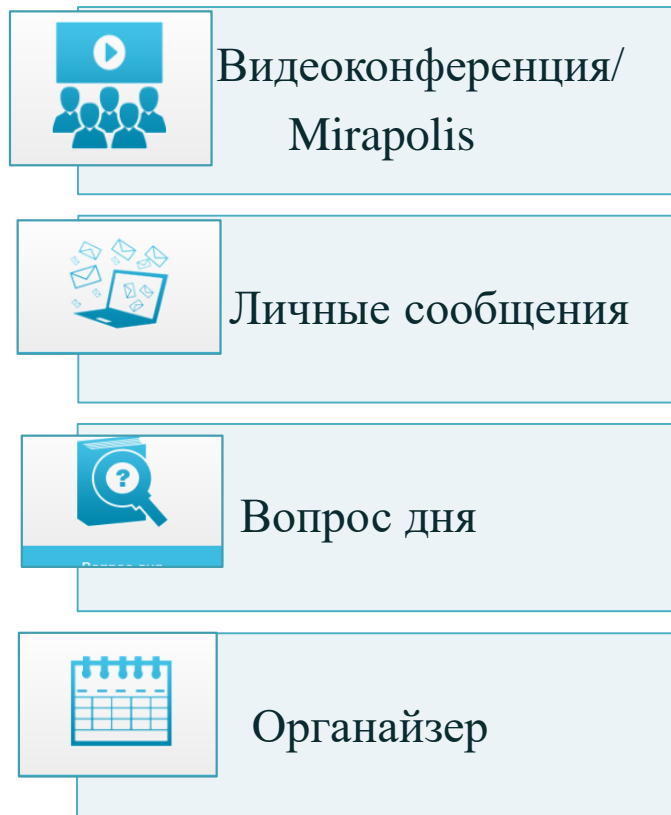 Видеоконференция/
Mirapolis
Личные сообщения
?
Вопрос дня
Органайзер